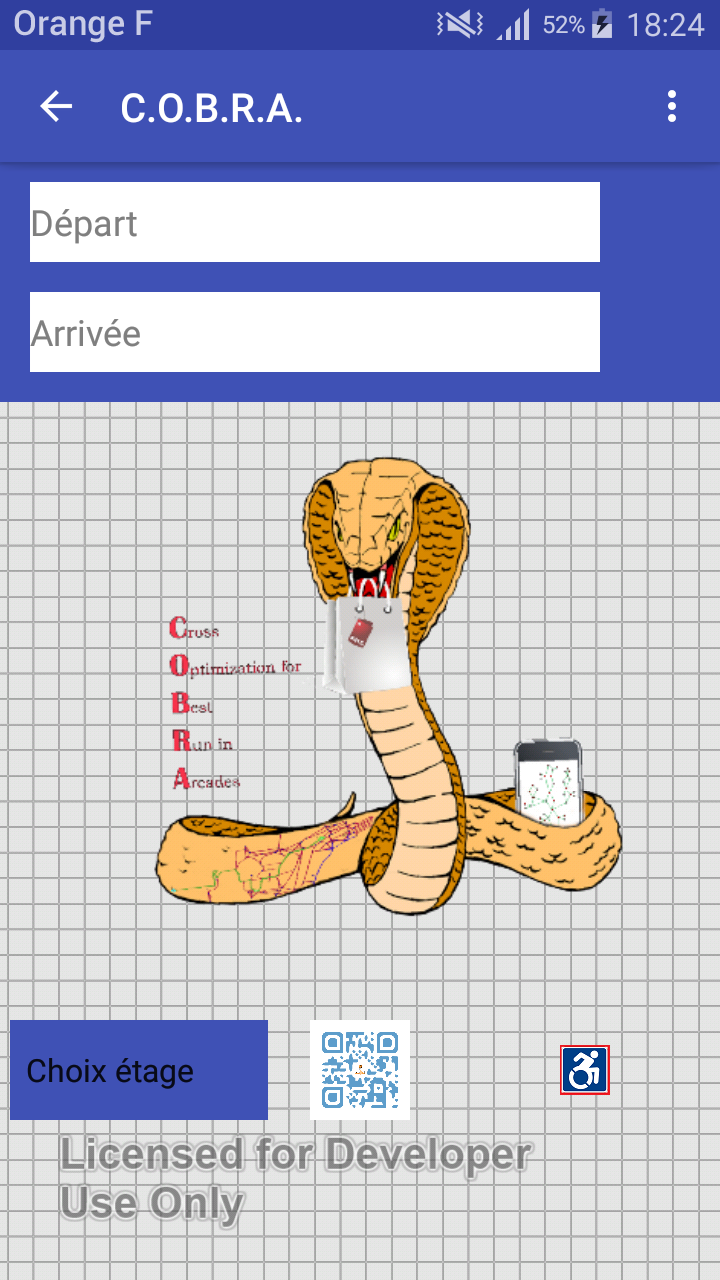 Orange F 52% 18:24
C.O.B.R.A.
Départ
Arrivée
Cross
Optimization for
Best
Run in
Arcades
Choix étage
Licensed for Developer
Use Only